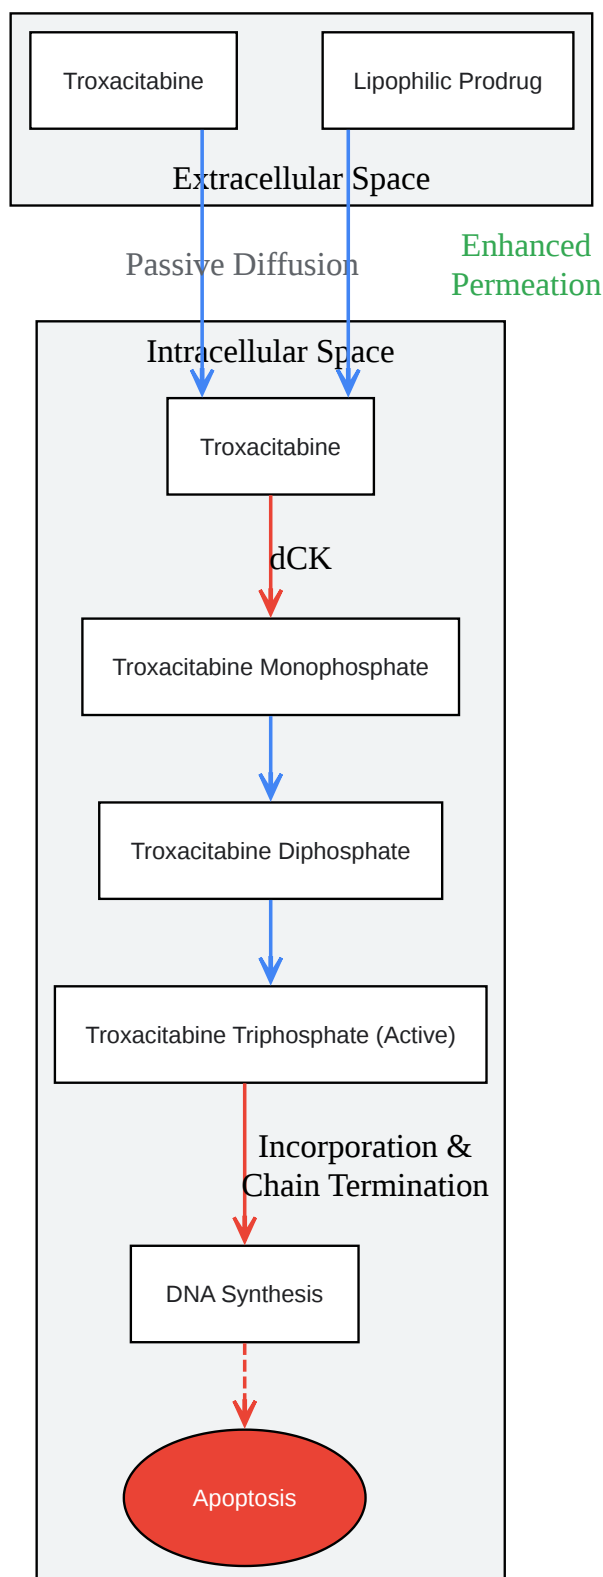 Troxacitabine
Lipophilic Prodrug
Extracellular Space
Passive Diffusion
Enhanced
Permeation
Intracellular Space
Troxacitabine
dCK
Troxacitabine Monophosphate
Troxacitabine Diphosphate
Troxacitabine Triphosphate (Active)
Incorporation &
Chain Termination
DNA Synthesis
Apoptosis